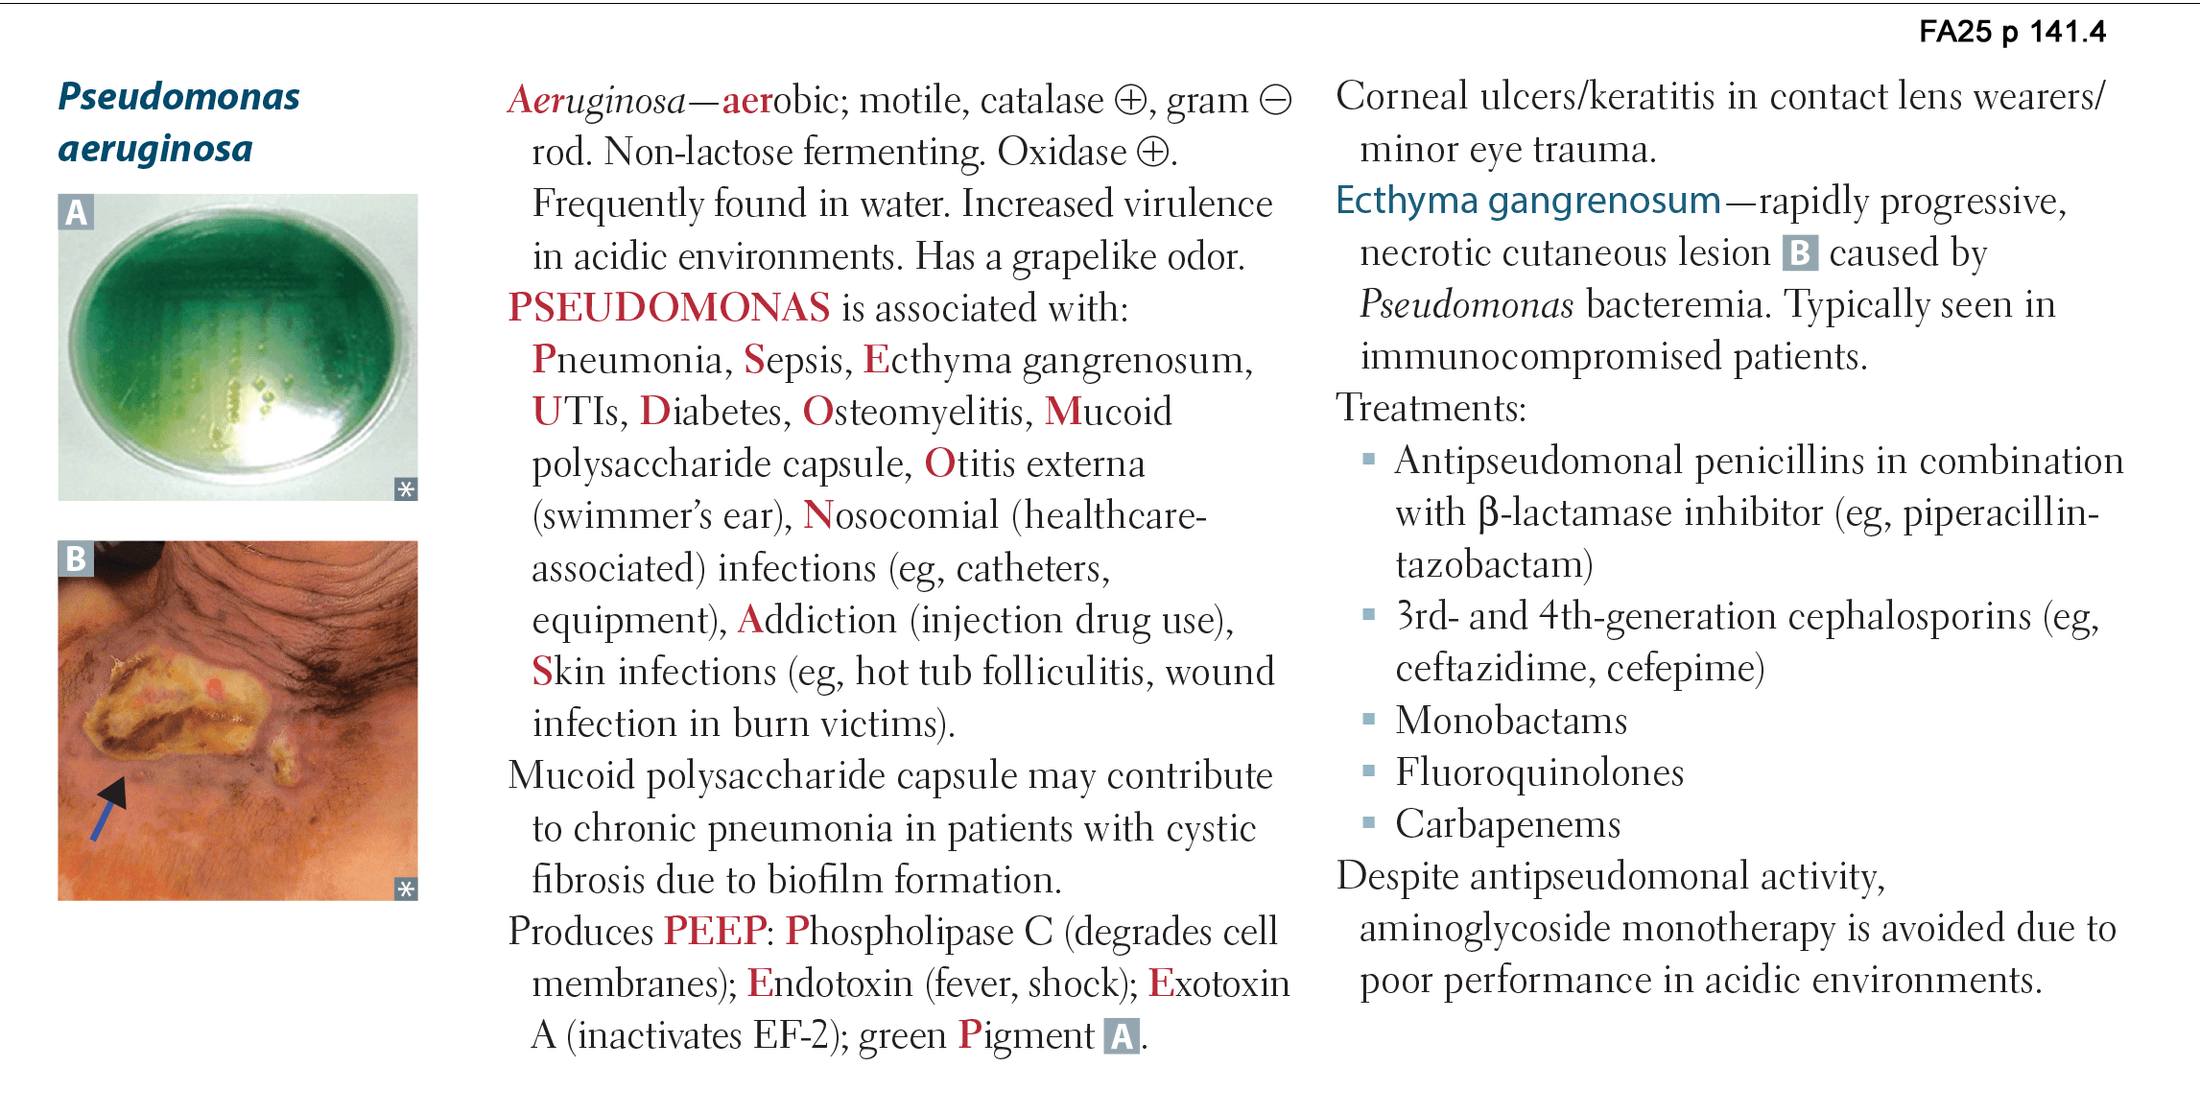 FA25 p 141.4
Pseudomonas
aeruginosa
A
*
B
*
Aeruginosa—aerobic; motile, catalase ⊕, gram ⊖
rod. Non-lactose fermenting. Oxidase ⊕.
Frequently found in water. Increased virulence
in acidic environments. Has a grapelike odor.
PSEUDOMONAS is associated with:
Pneumonia, Sepsis, Ecthyma gangrenosum,
UTIs, Diabetes, Osteomyelitis, Mucoid
polysaccharide capsule, Otitis externa
(swimmer’s ear), Nosocomial (healthcare-
associated) infections (eg, catheters,
equipment), Addiction (injection drug use),
Skin infections (eg, hot tub folliculitis, wound
infection in burn victims).
Mucoid polysaccharide capsule may contribute
to chronic pneumonia in patients with cystic
fibrosis due to biofilm formation.
Produces PEEP: Phospholipase C (degrades cell
membranes); Endotoxin (fever, shock); Exotoxin
A (inactivates EF-2); green Pigment A.
Corneal ulcers/keratitis in contact lens wearers/
minor eye trauma.
Ecthyma gangrenosum—rapidly progressive,
necrotic cutaneous lesion B caused by
Pseudomonas bacteremia. Typically seen in
immunocompromised patients.
Treatments:
▪ Antipseudomonal penicillins in combination
with β-lactamase inhibitor (eg, piperacillin-
tazobactam)
▪ 3rd- and 4th-generation cephalosporins (eg,
ceftazidime, cefepime)
▪ Monobactams
▪ Fluoroquinolones
▪ Carbapenems
Despite antipseudomonal activity,
aminoglycoside monotherapy is avoided due to
poor performance in acidic environments.